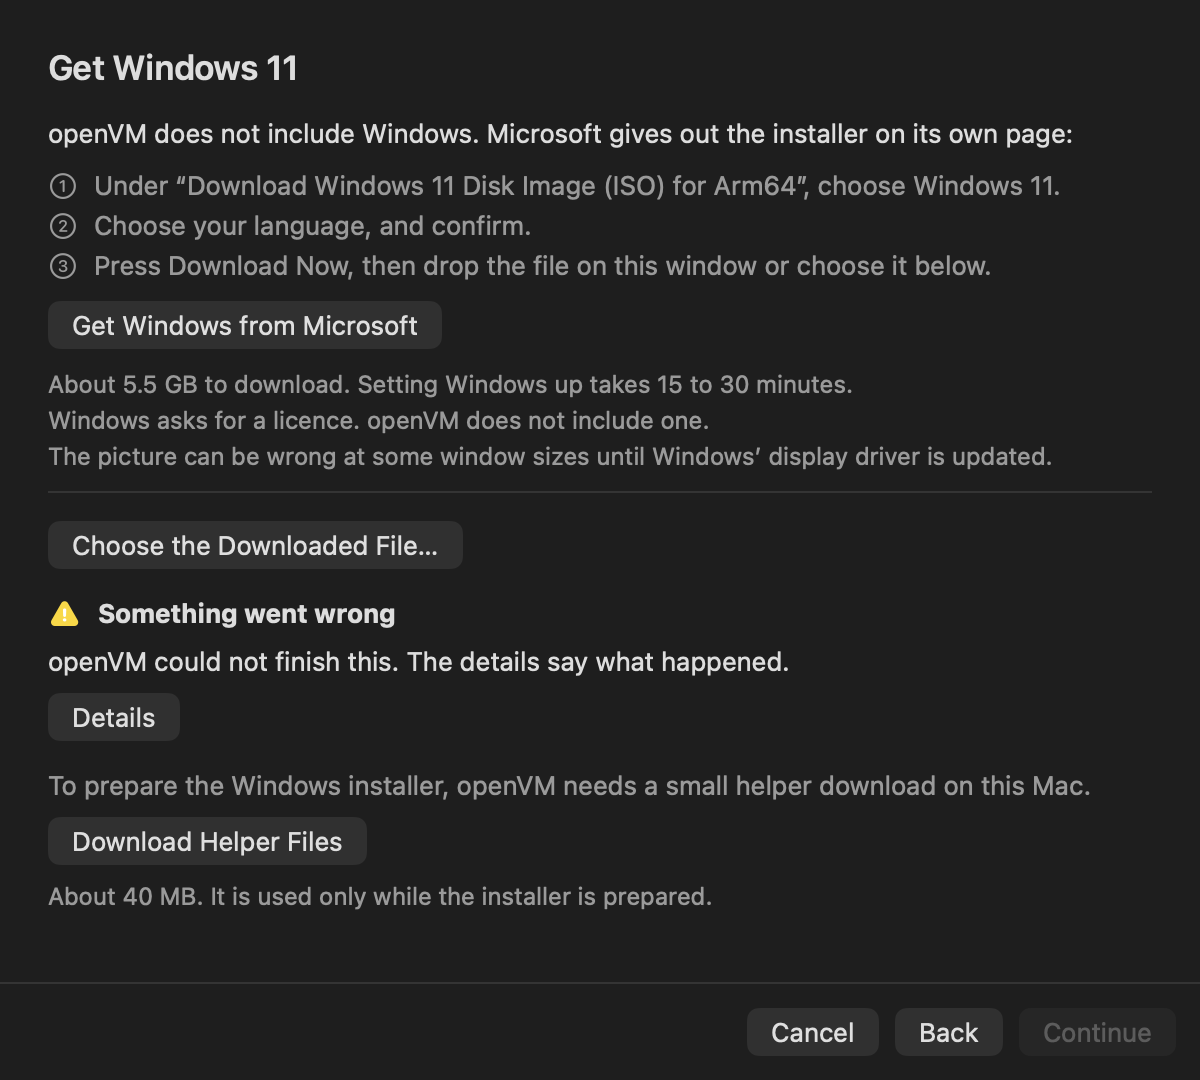 Get Windows 11
openVM does not include Windows. Microsoft gives out the installer on its own page:
1 Under “Download Windows 11 Disk Image (ISO) for Arm64”, choose Windows 11.
2 Choose your language, and confirm.
3 Press Download Now, then drop the file on this window or choose it below.
Get Windows from Microsoft
About 5.5 GB to download. Setting Windows up takes 15 to 30 minutes.
Windows asks for a licence. openVM does not include one.
The picture can be wrong at some window sizes until Windows’ display driver is updated.
Choose the Downloaded File…
Something went wrong
openVM could not finish this. The details say what happened.
Details
To prepare the Windows installer, openVM needs a small helper download on this Mac.
Download Helper Files
About 40 MB. It is used only while the installer is prepared.
Cancel Back Continue